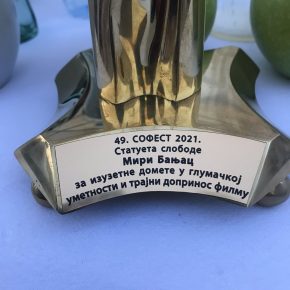 49. СОФЕСТ 2021.
Статуета слободе
Мири Бањац
за изузетне домете у глумачкој
уметности и трајни допринос филму